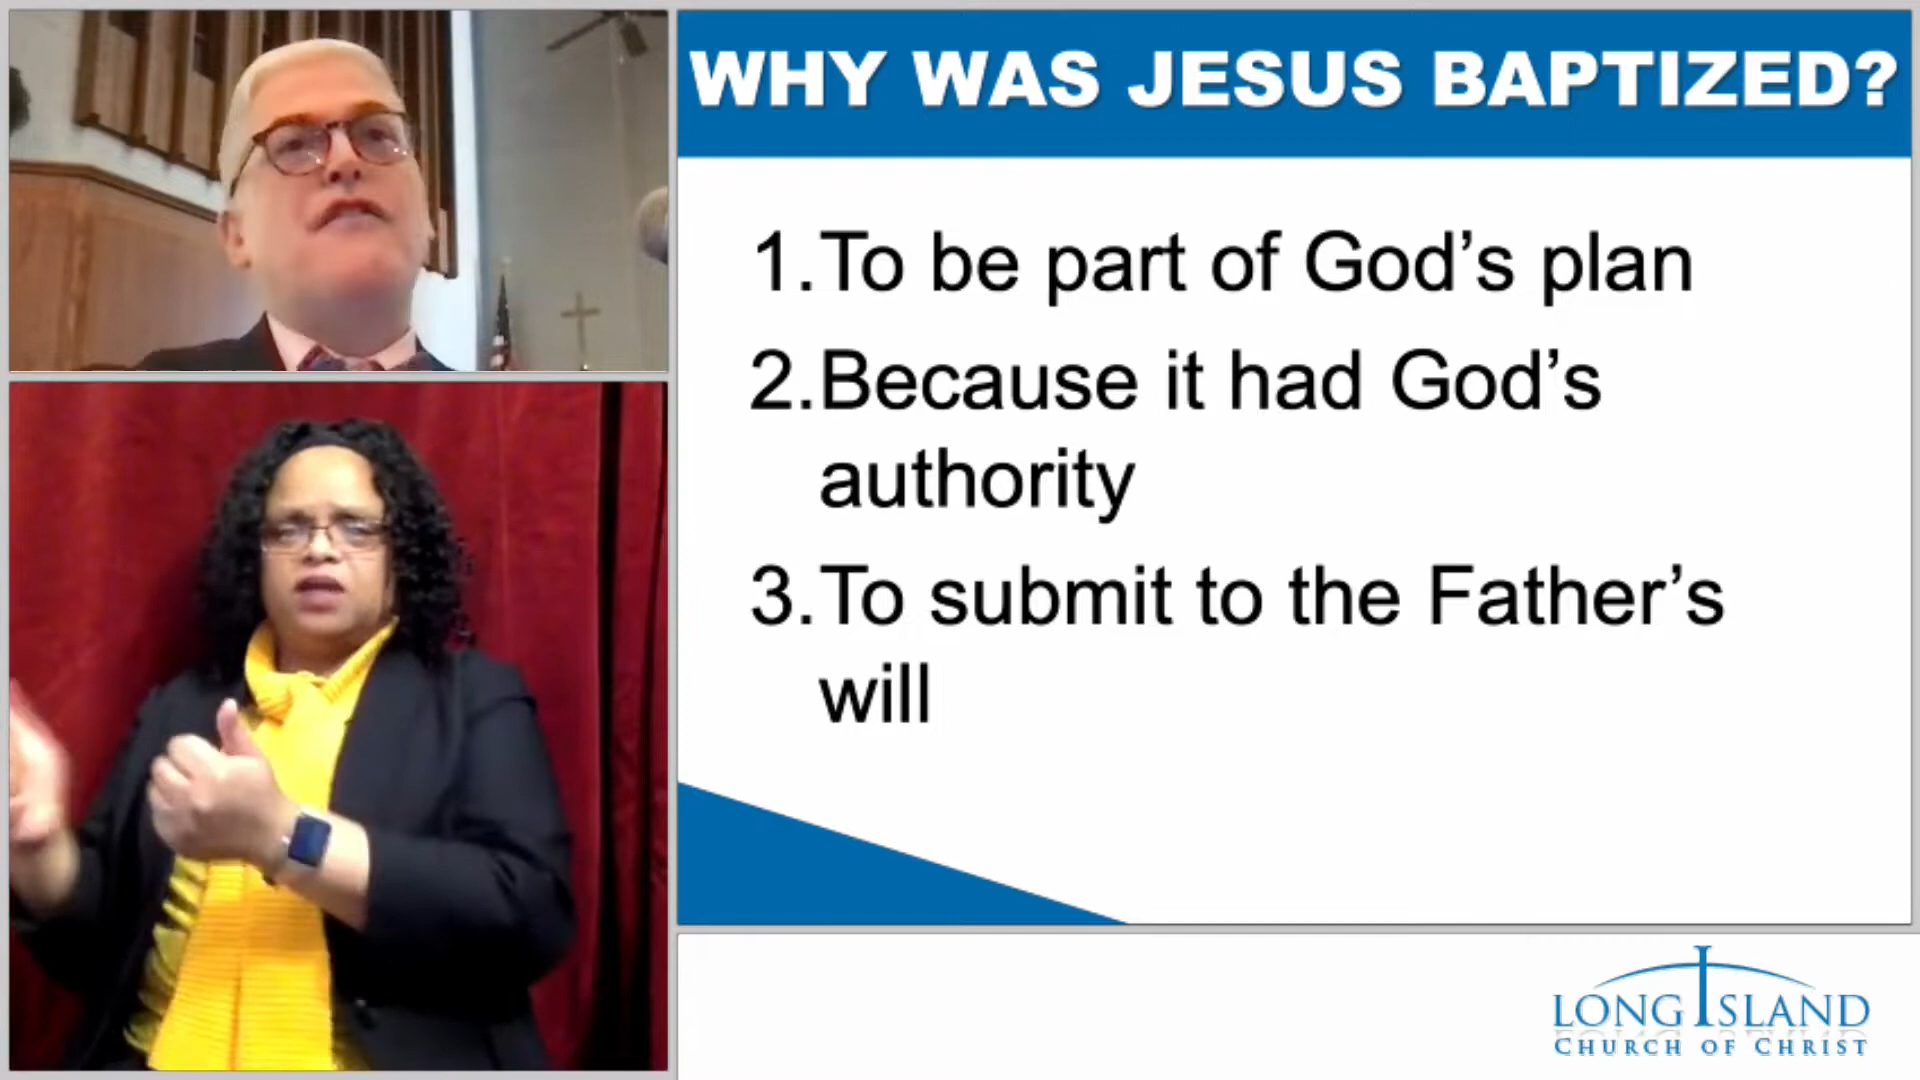 WHY WAS JESUS BAPTIZED?
1.To be part of God’s plan
2.Because it had God’s
authority
3.To submit to the Father’s
will
LONG ISLAND
CHURCH OF CHRIST